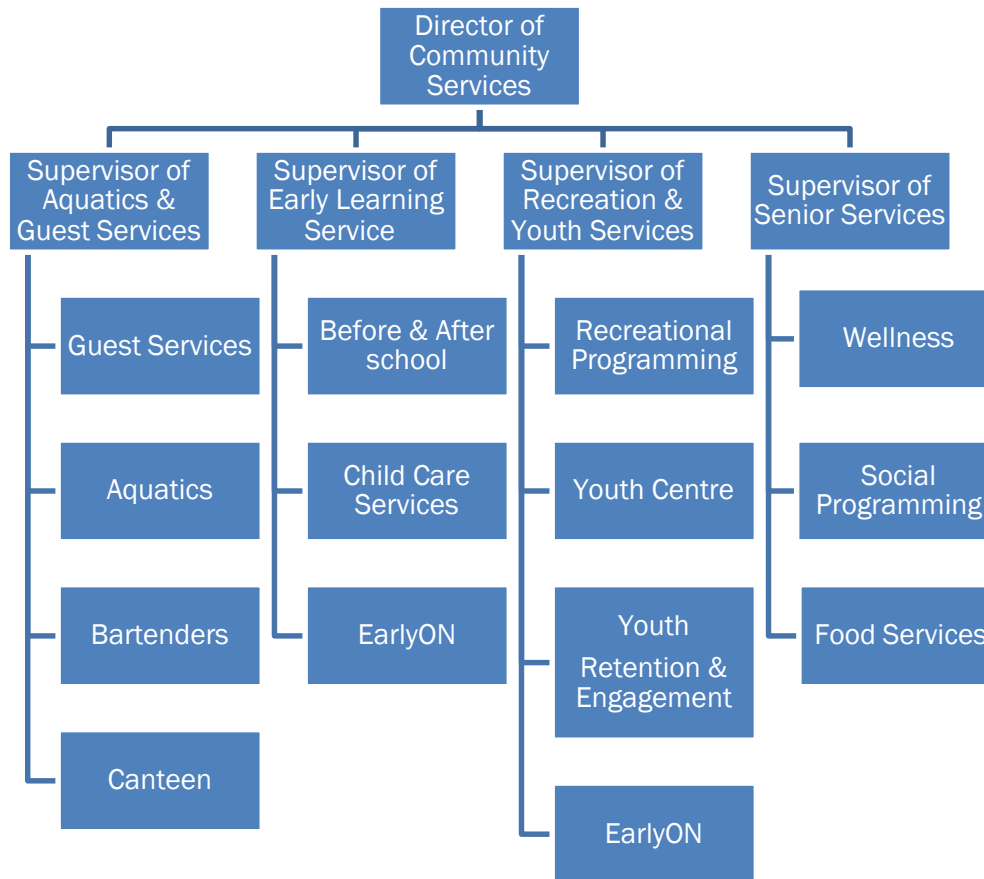 Director of
Community
Services
Supervisor of
Aquatics &
Guest Services
Supervisor of
Early Learning
Service
Supervisor of
Recreation &
Youth Services
Supervisor of
Senior Services
Guest Services
Aquatics
Bartenders
Canteen
Before & After
school
Child Care
Services
EarlyON
Recreational
Programming
Youth Centre
Youth
Retention &
Engagement
EarlyON
Wellness
Social
Programming
Food Services